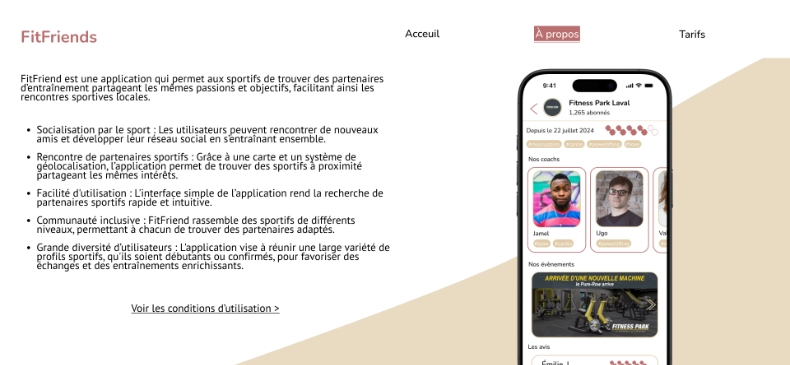 FitFriends
Acceuil
À propos
Tarifs
FitFriend est une application qui permet aux sportifs de trouver des partenaires
d'entraînement partageant les mêmes passions et objectifs, facilitant ainsi les
rencontres sportives locales.
• Socialisation par le sport : Les utilisateurs peuvent rencontrer de nouveaux
amis et développer leur réseau social en s'entraînant ensemble.
• Rencontre de partenaires sportifs : Grâce à une carte et un système de
géolocalisation, l'application permet de trouver des sportifs à proximité
partageant les mêmes intérêts.
• Facilité d'utilisation : L'interface simple de l'application rend la recherche de
partenaires sportifs rapide et intuitive.
• Communauté inclusive : FitFriend rassemble des sportifs de différents
niveaux, permettant à chacun de trouver des partenaires adaptés.
• Grande diversité d'utilisateurs : L'application vise à réunir une large variété de
profils sportifs, qu'ils soient débutants ou confirmés, pour favoriser des
échanges et des entraînements enrichissants.
Voir les conditions d'utilisation >
9:41
Fitness Park Laval
1,265 abonnés
Depuis le 22 juillet 2024
Nos coachs
Jamel
Ugo
Nos évènements
ARRIVÉE D'UNE NOUVELLE MACHINE
FITNESS PARK
Les avis